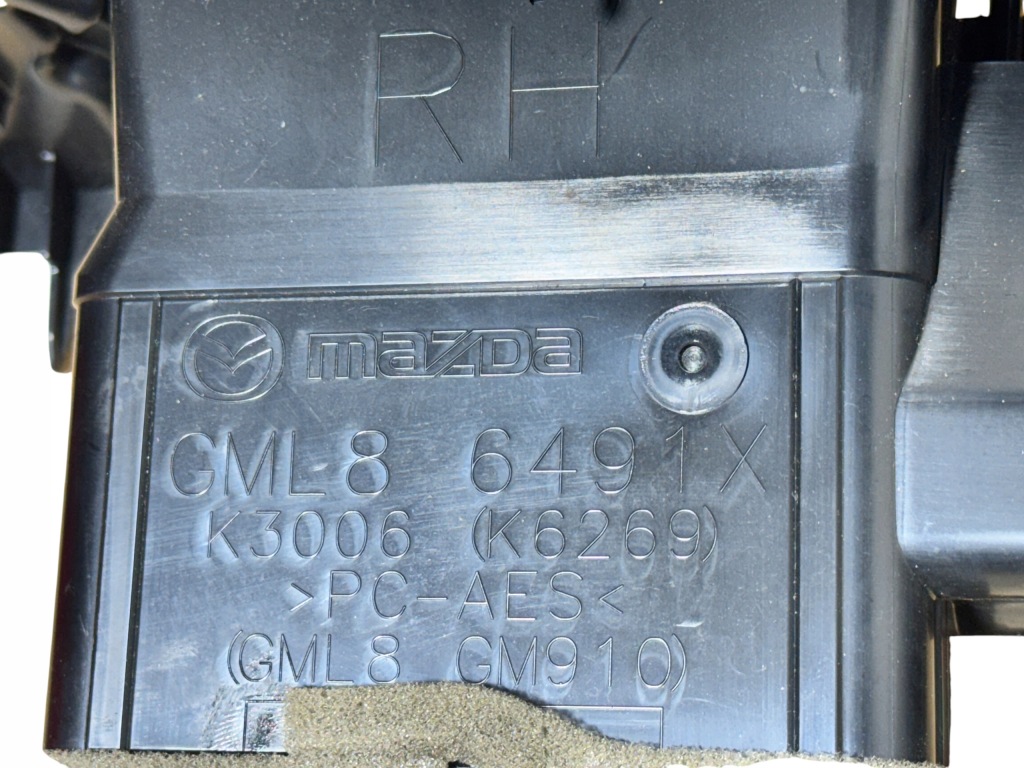 RH
mazda
GML8 6491X
K3006 (K6269)
>PC-AES<
(GML8 GM910)